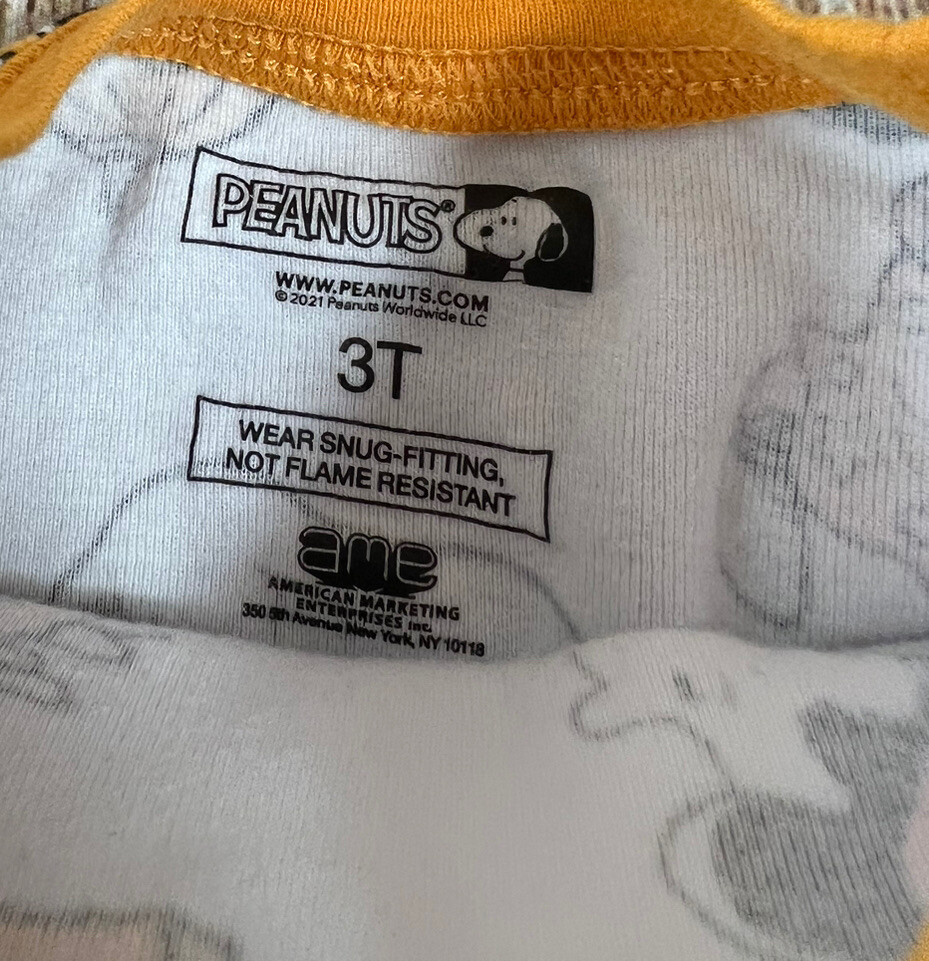 PEANUTS®
WWW.PEANUTS.COM
© 2021 Peanuts Worldwide LLC
3T
WEAR SNUG-FITTING,
NOT FLAME RESISTANT
ame
AMERICAN MARKETING
ENTERPRISES Inc.
350 5th Avenue New York, NY 10118